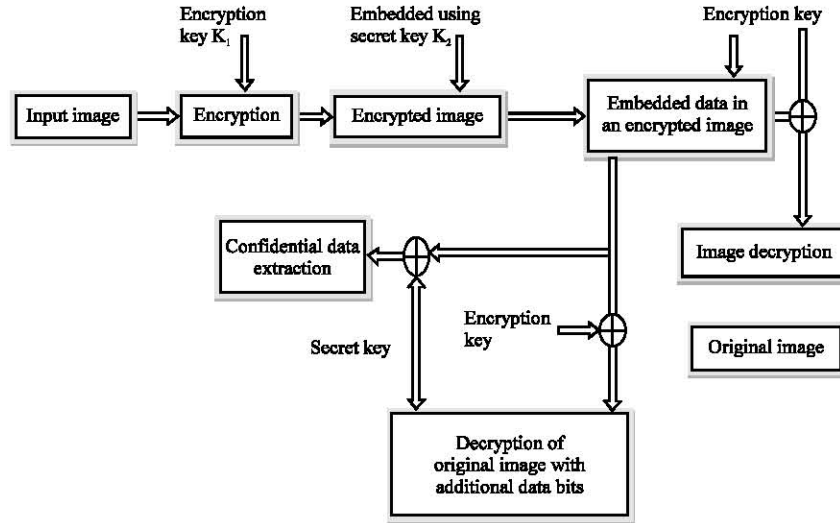 Encryption
key K₁
Embedded using
secret key K₂
Encryption key
Input image
Encryption
Encrypted image
Embedded data in
an encrypted image
Confidential data
extraction
Image decryption
Encryption
key
Secret key
Original image
Decryption of
original image with
additional data bits